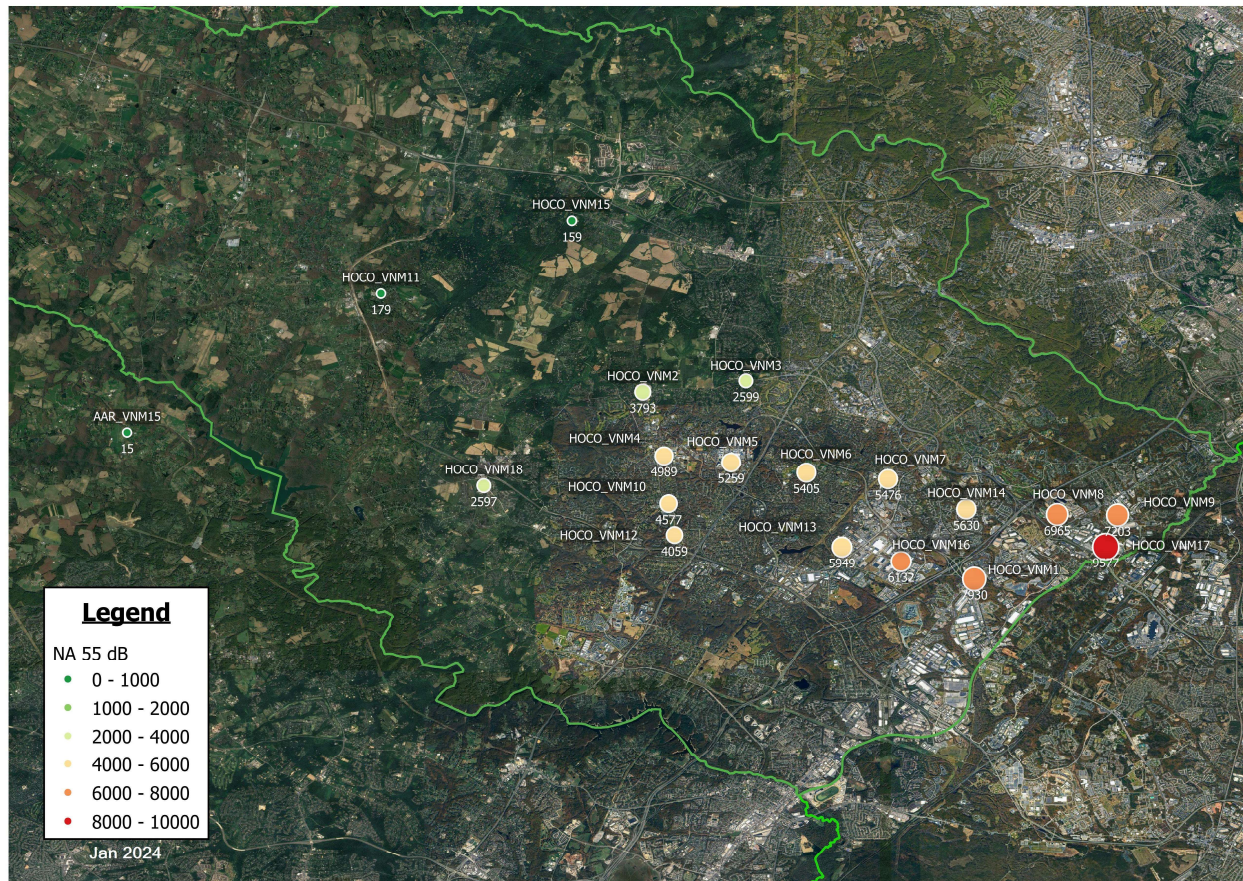 HOCO_VNM15
159
HOCO_VNM11
179
HOCO_VNM3
2599
HOCO_VNM2
3793
AAR_VNM15
15
HOCO_VNM4
4989
HOCO_VNM5
5259
HOCO_VNM6
5405
HOCO_VNM7
5476
HOCO_VNM18
2597
HOCO_VNM10
4577
HOCO_VNM14
5630
HOCO_VNM8
6965
HOCO_VNM9
7203
HOCO_VNM12
4059
HOCO_VNM13
5949
HOCO_VNM16
6132
HOCO_VNM17
9577
HOCO_VNM1
7930
Legend
NA 55 dB
0 - 1000
1000 - 2000
2000 - 4000
4000 - 6000
6000 - 8000
8000 - 10000
Jan 2024